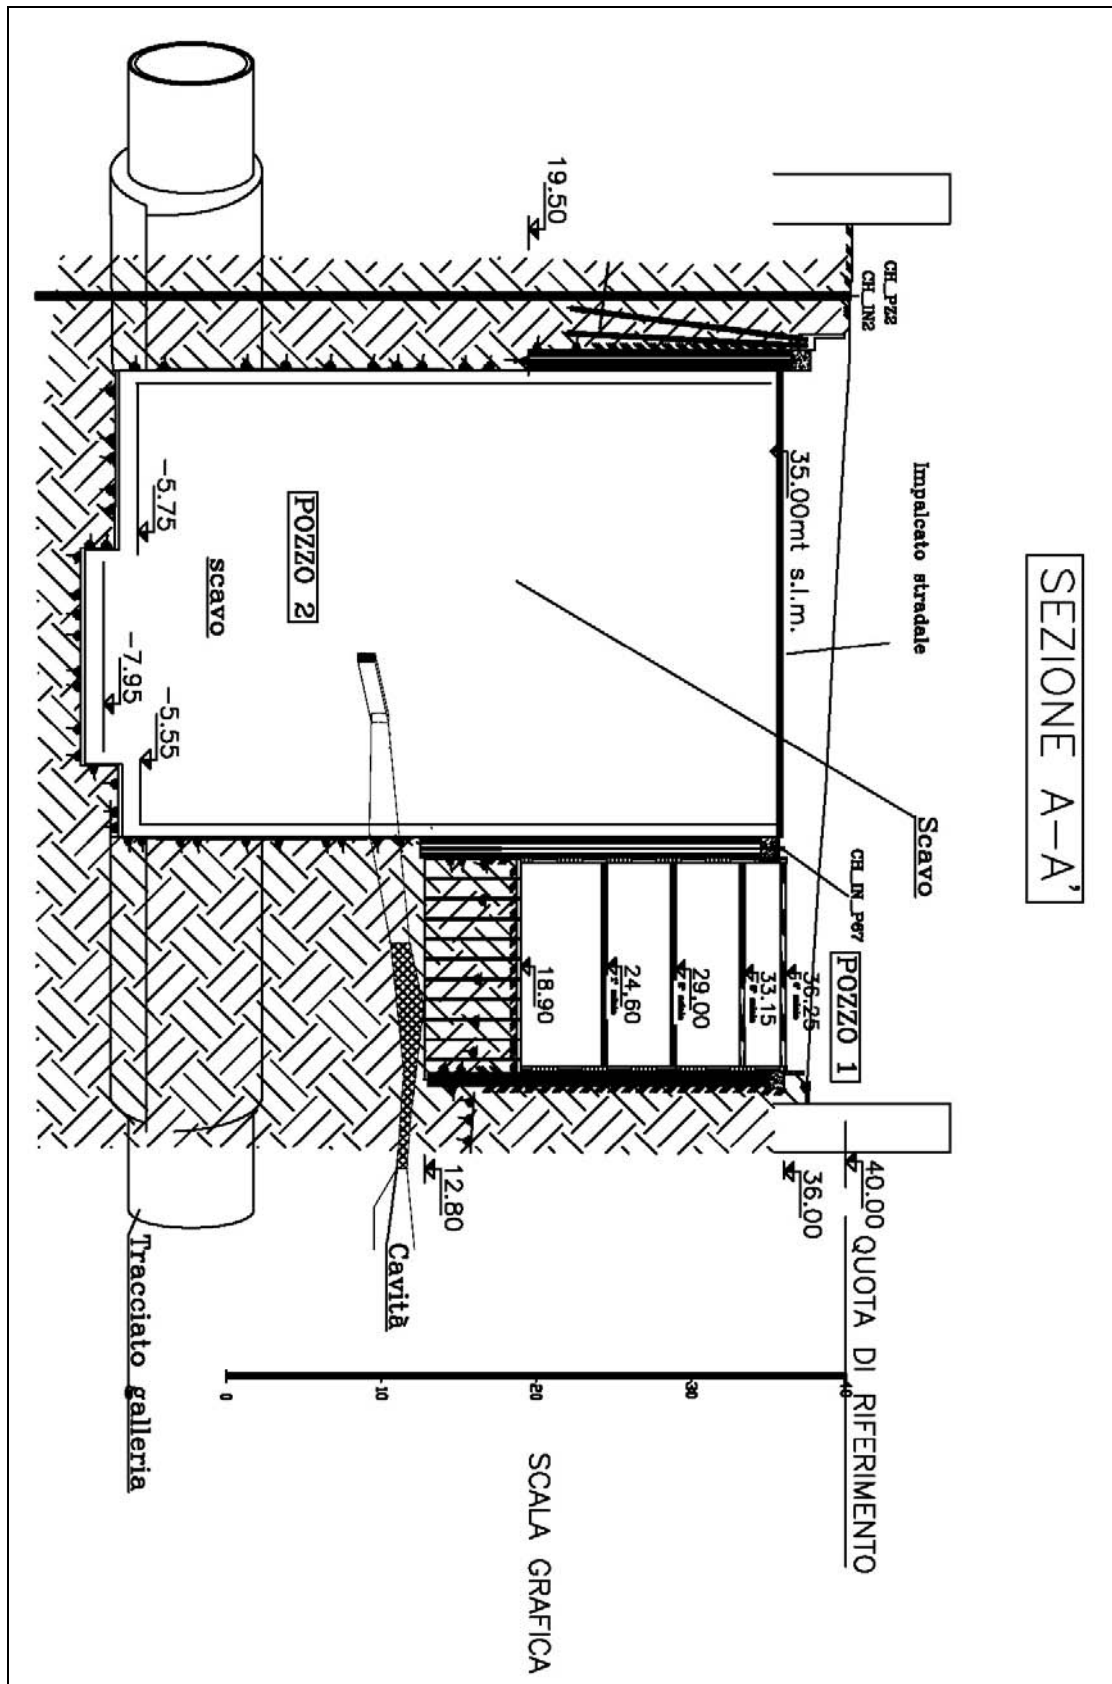 SEZIONE A-A'
Impalcato stradale
Scavo
CH_PZ2
CH_IN2
35.00mt s.l.m.
CH_IN_P67
POZZO 1
36.25
33.15
29.00
24.60
18.90
40.00
QUOTA DI RIFERIMENTO
36.00
19.50
12.80
POZZO 2
scavo
-5.75
-7.95
-5.55
Cavità
Tracciato galleria
40
30
20
10
0
SCALA GRAFICA